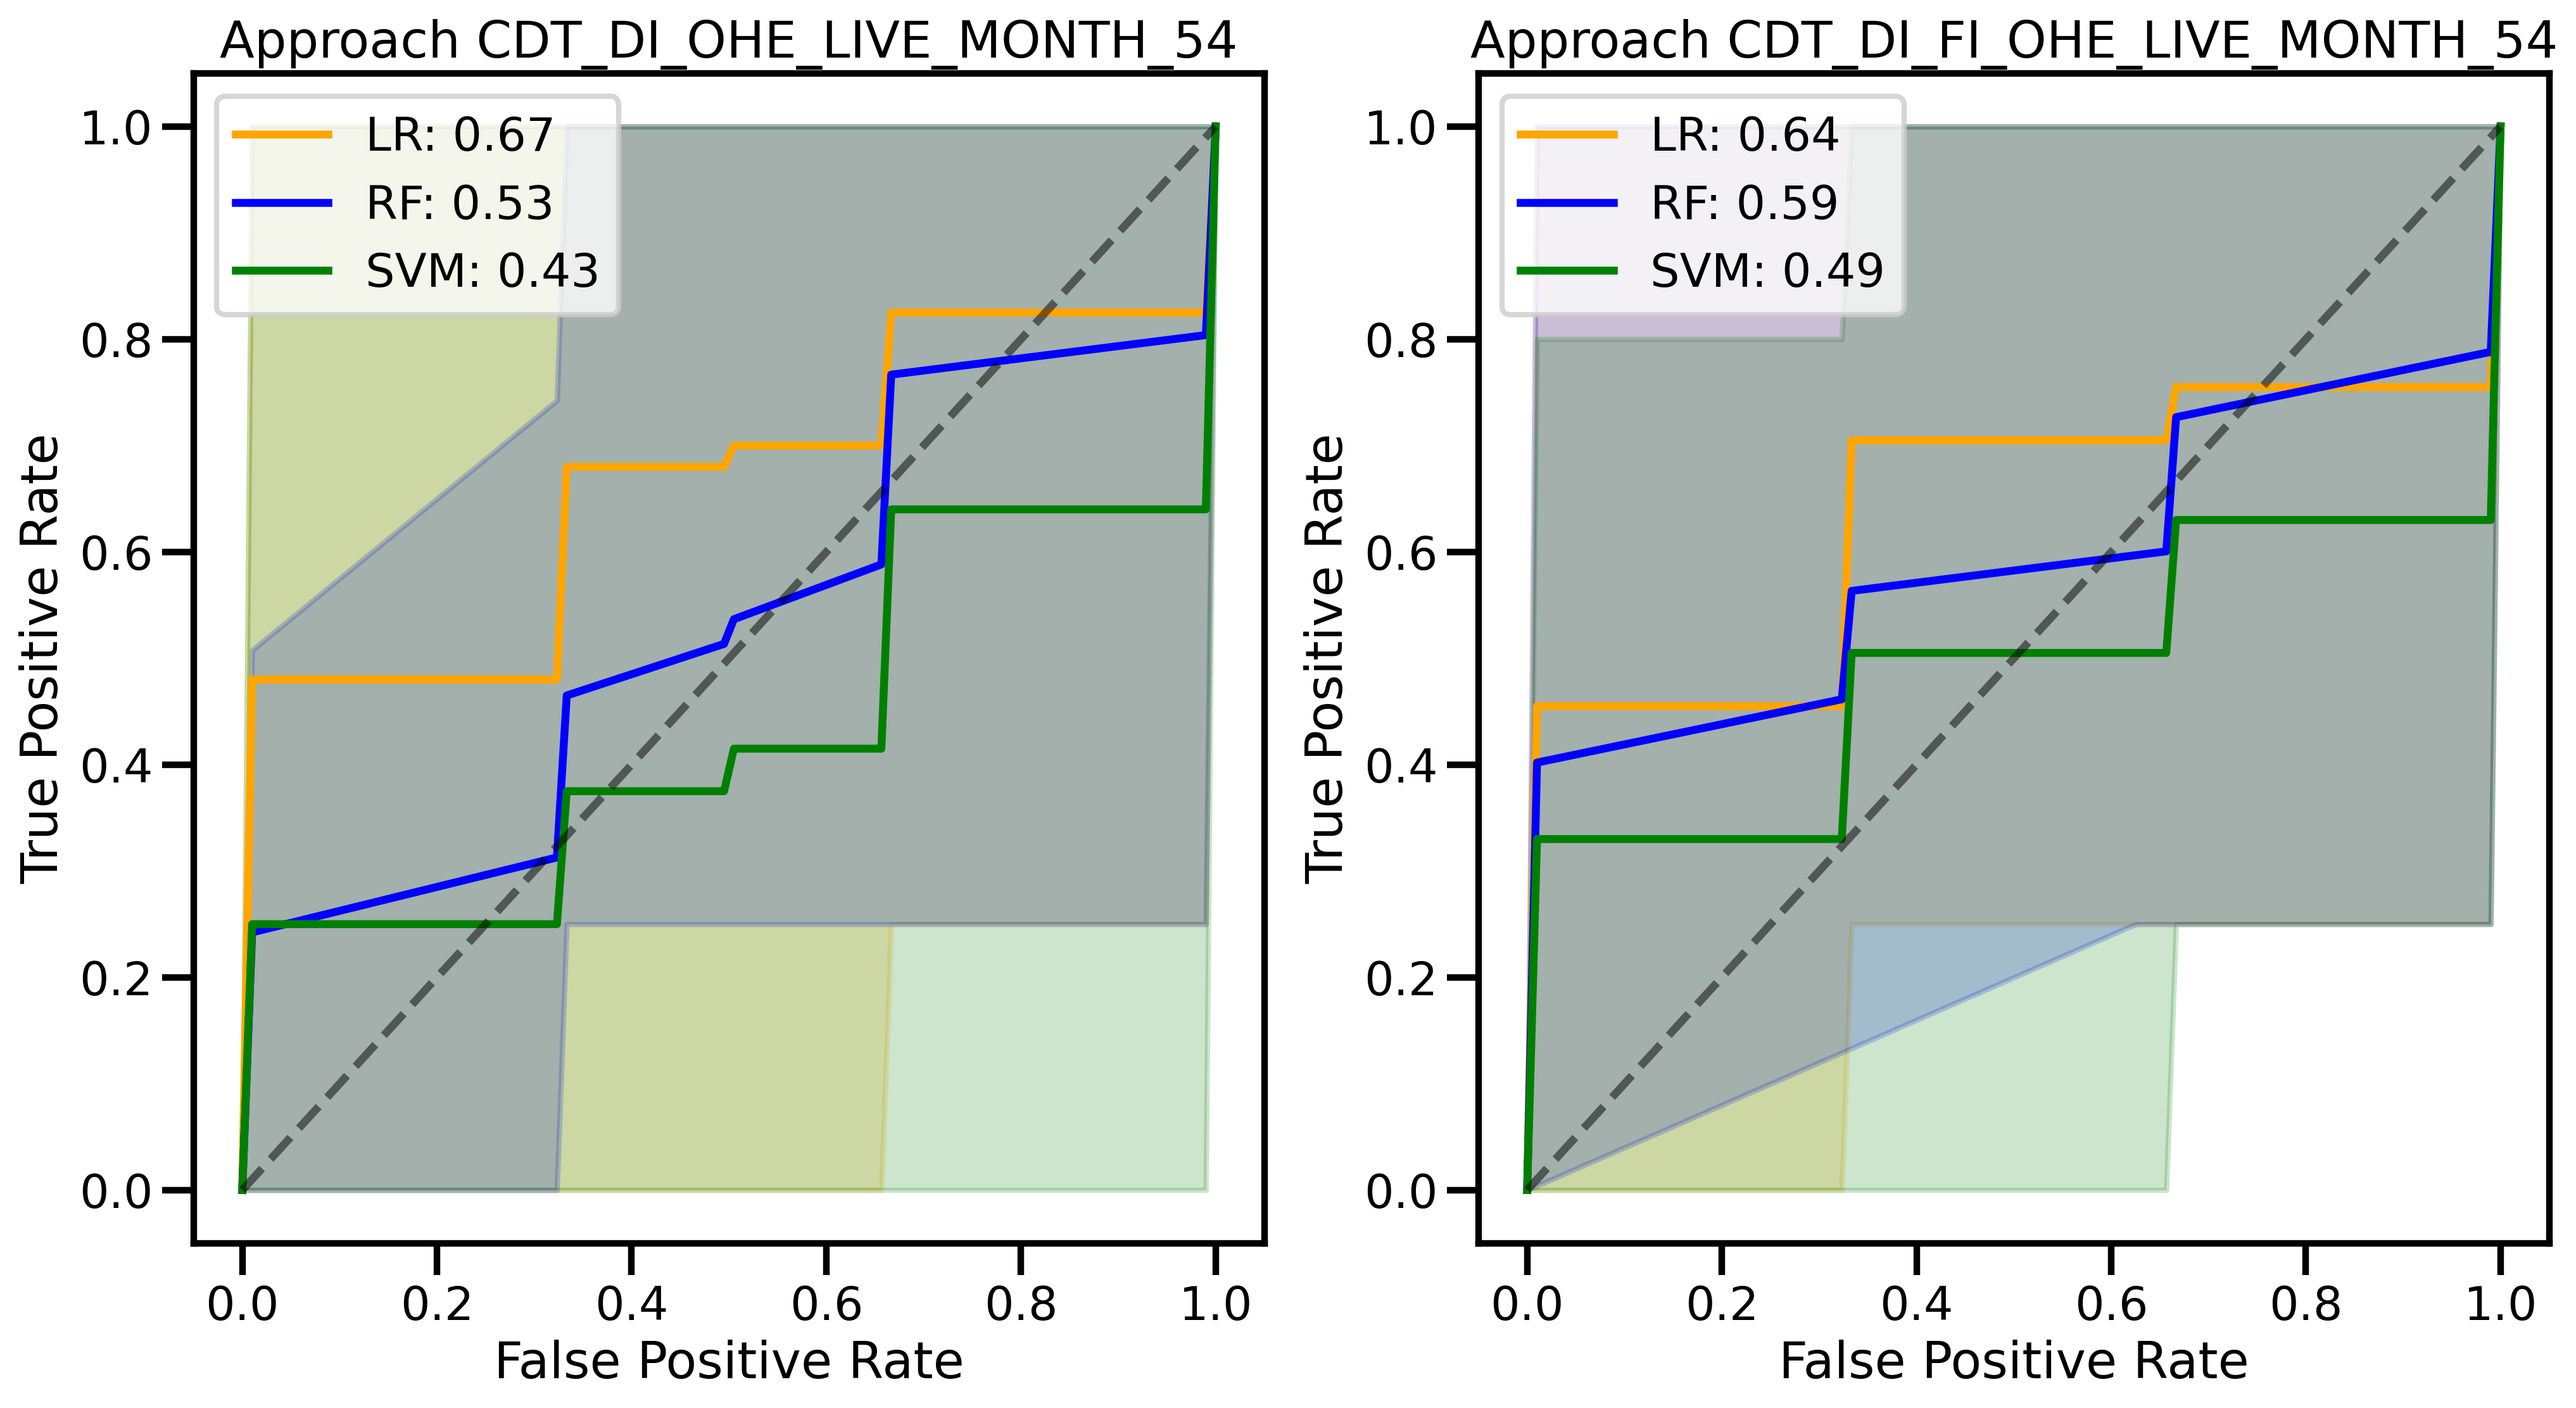 Approach CDT_DI_OHE_LIVE_MONTH_54
LR: 0.67
RF: 0.53
SVM: 0.43
True Positive Rate
1.0
0.8
0.6
0.4
0.2
0.0
0.0 0.2 0.4 0.6 0.8 1.0
False Positive Rate
Approach CDT_DI_FI_OHE_LIVE_MONTH_54
LR: 0.64
RF: 0.59
SVM: 0.49
True Positive Rate
1.0
0.8
0.6
0.4
0.2
0.0
0.0 0.2 0.4 0.6 0.8 1.0
False Positive Rate